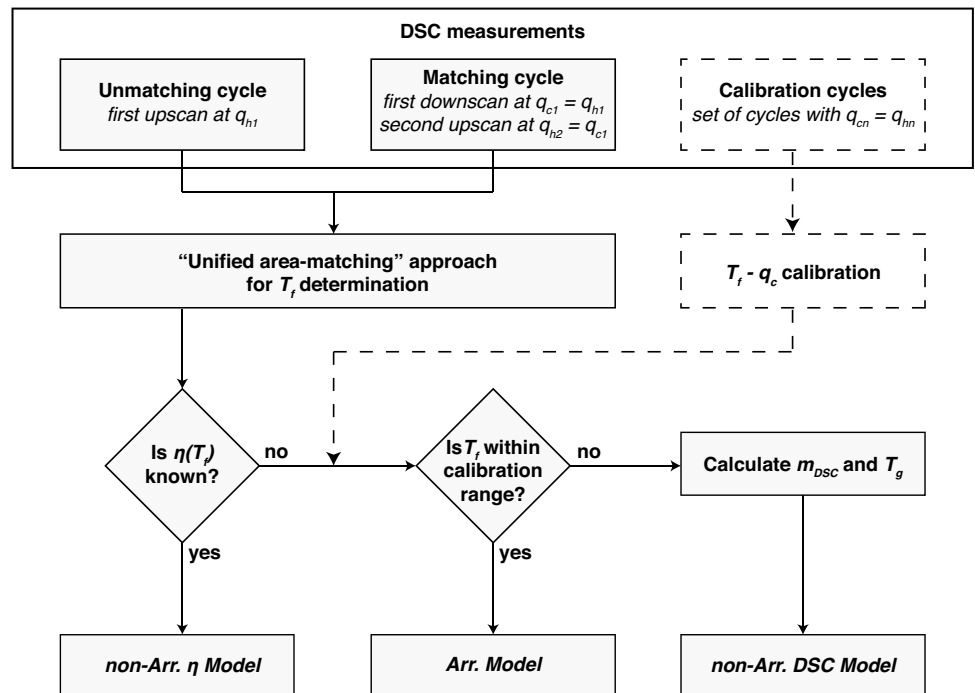 DSC measurements
Unmatching cycle
first upscan at q_h1
Matching cycle
first downscan at q_c1 = q_h1
second upscan at q_h2 = q_c1
Calibration cycles
set of cycles with q_cn = q_hn
“Unified area-matching” approach
for T_f determination
T_f - q_c calibration
Is η(T_f)
known?
no
yes
Is T_f within
calibration
range?
no
yes
Calculate m_DSC and T_g
non-Arr. η Model
Arr. Model
non-Arr. DSC Model